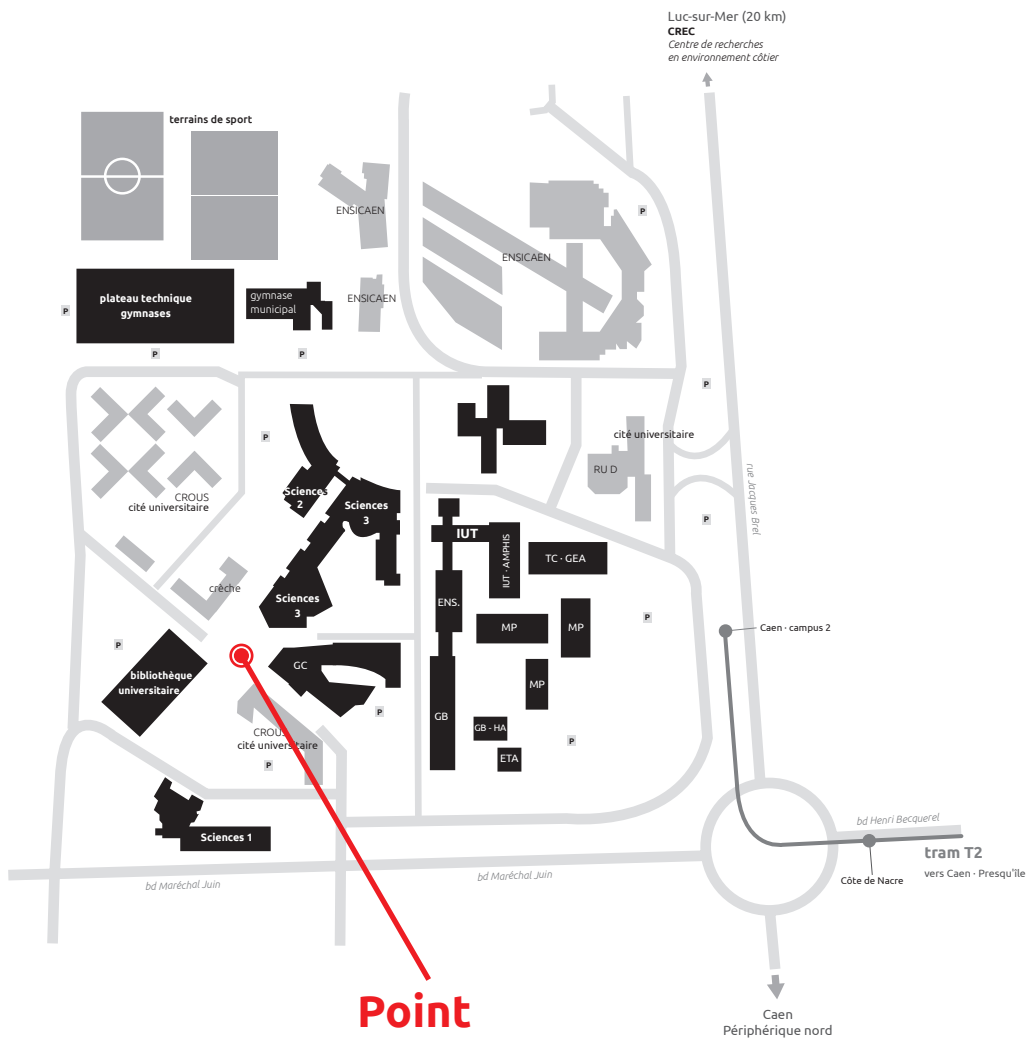 Luc-sur-Mer (20 km)
CREC
Centre de recherches
en environnement côtier
terrains de sport
ENSICAEN
P
ENSICAEN
plateau technique
gymnases
gymnase
municipal
ENSICAEN
P
P
P
P
cité universitaire
P
RU D
CROUS
cité universitaire
Sciences
2
Sciences
3
rue Jacques Brel
P
IUT
IUT - AMPHIS
TC · GEA
crèche
Sciences
3
ENS.
MP
MP
P
Caen · campus 2
P
bibliothèque
universitaire
GC
MP
P
GB
GB - HA
CROUS
cité universitaire
P
P
ETA
Sciences 1
bd Henri Becquerel
tram T2
vers Caen · Presqu'île
Côte de Nacre
bd Maréchal Juin
bd Maréchal Juin
Point
Caen
Périphérique nord